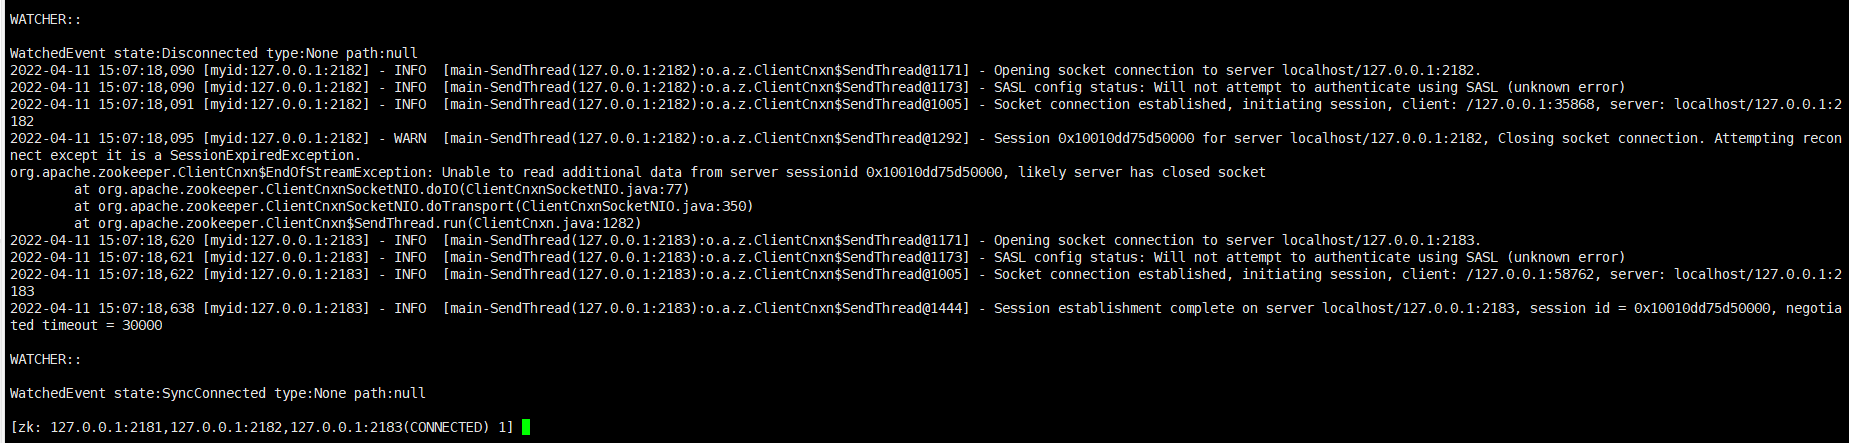 WATCHER::
WatchedEvent state:Disconnected type:None path:null
2022-04-11 15:07:18,090 [myid:127.0.0.1:2182] - INFO  [main-SendThread(127.0.0.1:2182):o.a.z.ClientCnxn$SendThread@1171] - Opening socket connection to server localhost/127.0.0.1:2182.
2022-04-11 15:07:18,090 [myid:127.0.0.1:2182] - INFO  [main-SendThread(127.0.0.1:2182):o.a.z.ClientCnxn$SendThread@1173] - SASL config status: Will not attempt to authenticate using SASL (unknown error)
2022-04-11 15:07:18,091 [myid:127.0.0.1:2182] - INFO  [main-SendThread(127.0.0.1:2182):o.a.z.ClientCnxn$SendThread@1005] - Socket connection established, initiating session, client: /127.0.0.1:35868, server: localhost/127.0.0.1:2
182
2022-04-11 15:07:18,095 [myid:127.0.0.1:2182] - WARN  [main-SendThread(127.0.0.1:2182):o.a.z.ClientCnxn$SendThread@1292] - Session 0x10010dd75d50000 for server localhost/127.0.0.1:2182, Closing socket connection. Attempting recon
nect except it is a SessionExpiredException.
org.apache.zookeeper.ClientCnxn$EndOfStreamException: Unable to read additional data from server sessionid 0x10010dd75d50000, likely server has closed socket
        at org.apache.zookeeper.ClientCnxnSocketNIO.doIO(ClientCnxnSocketNIO.java:77)
        at org.apache.zookeeper.ClientCnxnSocketNIO.doTransport(ClientCnxnSocketNIO.java:350)
        at org.apache.zookeeper.ClientCnxn$SendThread.run(ClientCnxn.java:1282)
2022-04-11 15:07:18,620 [myid:127.0.0.1:2183] - INFO  [main-SendThread(127.0.0.1:2183):o.a.z.ClientCnxn$SendThread@1171] - Opening socket connection to server localhost/127.0.0.1:2183.
2022-04-11 15:07:18,621 [myid:127.0.0.1:2183] - INFO  [main-SendThread(127.0.0.1:2183):o.a.z.ClientCnxn$SendThread@1173] - SASL config status: Will not attempt to authenticate using SASL (unknown error)
2022-04-11 15:07:18,622 [myid:127.0.0.1:2183] - INFO  [main-SendThread(127.0.0.1:2183):o.a.z.ClientCnxn$SendThread@1005] - Socket connection established, initiating session, client: /127.0.0.1:58762, server: localhost/127.0.0.1:2
183
2022-04-11 15:07:18,638 [myid:127.0.0.1:2183] - INFO  [main-SendThread(127.0.0.1:2183):o.a.z.ClientCnxn$SendThread@1444] - Session establishment complete on server localhost/127.0.0.1:2183, session id = 0x10010dd75d50000, negotia
ted timeout = 30000
WATCHER::
WatchedEvent state:SyncConnected type:None path:null
[zk: 127.0.0.1:2181,127.0.0.1:2182,127.0.0.1:2183(CONNECTED) 1]